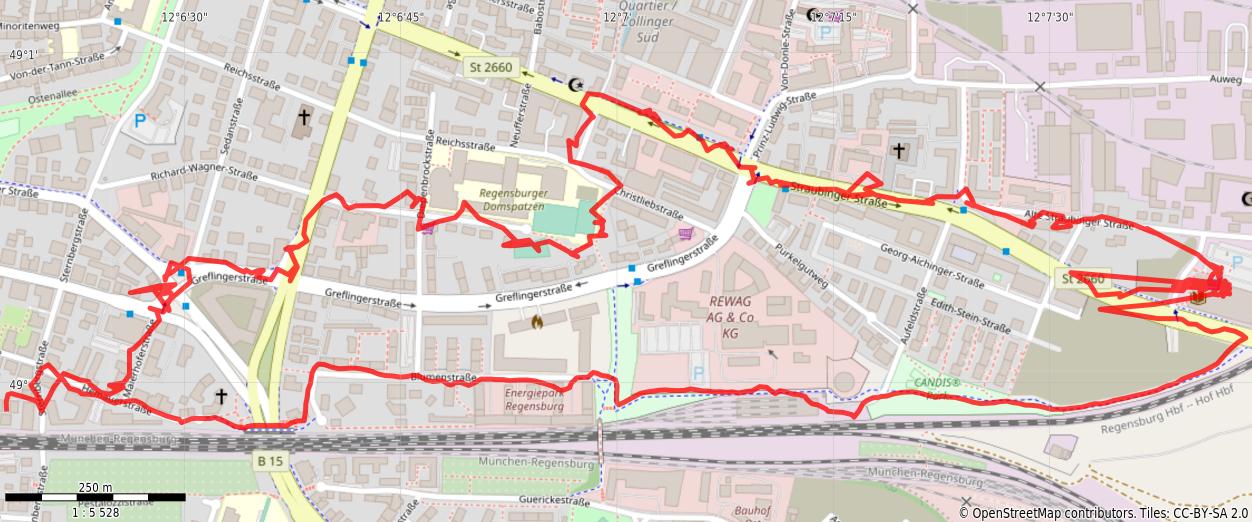 12°6'30"
12°6'45"
12°7'
12°7'15"
12°7'30"
Minoritenweg
49°1'
Von-der-Tann-Straße
Ostenallee
P
Reichsstraße
Sedanstraße
St 2660
Quartier
Zollinger
Süd
Von-Donle-Straße
P
Prinz-Ludwig-Straße
Auweg
Neufferstraße
Reichsstraße
Richard-Wagner-Straße
Regensburger
Domspatzen
Christliebstraße
Straubinger Straße
Alte Straubinger Straße
Sternbergstraße
Greflingerstraße
Greflingerstraße
Greflingerstraße
Greflingerstraße
Purkelgutweg
Georg-Aichinger-Straße
St 2660
Edith-Stein-Straße
Aufeldstraße
REWAG
AG & Co.
KG
P
49°
Maierhoferstraße
Hemauerstraße
Blumenstraße
Energiepark
Regensburg
CANDIS®
Park
Regensburg Hbf -- Hof Hbf
München-Regensburg
B 15
München-Regensburg
München-Regensburg
250 m
1 : 5 528
Pestalozzistraße
Guerickestraße
Bauhof
© OpenStreetMap contributors. Tiles: CC-BY-SA 2.0